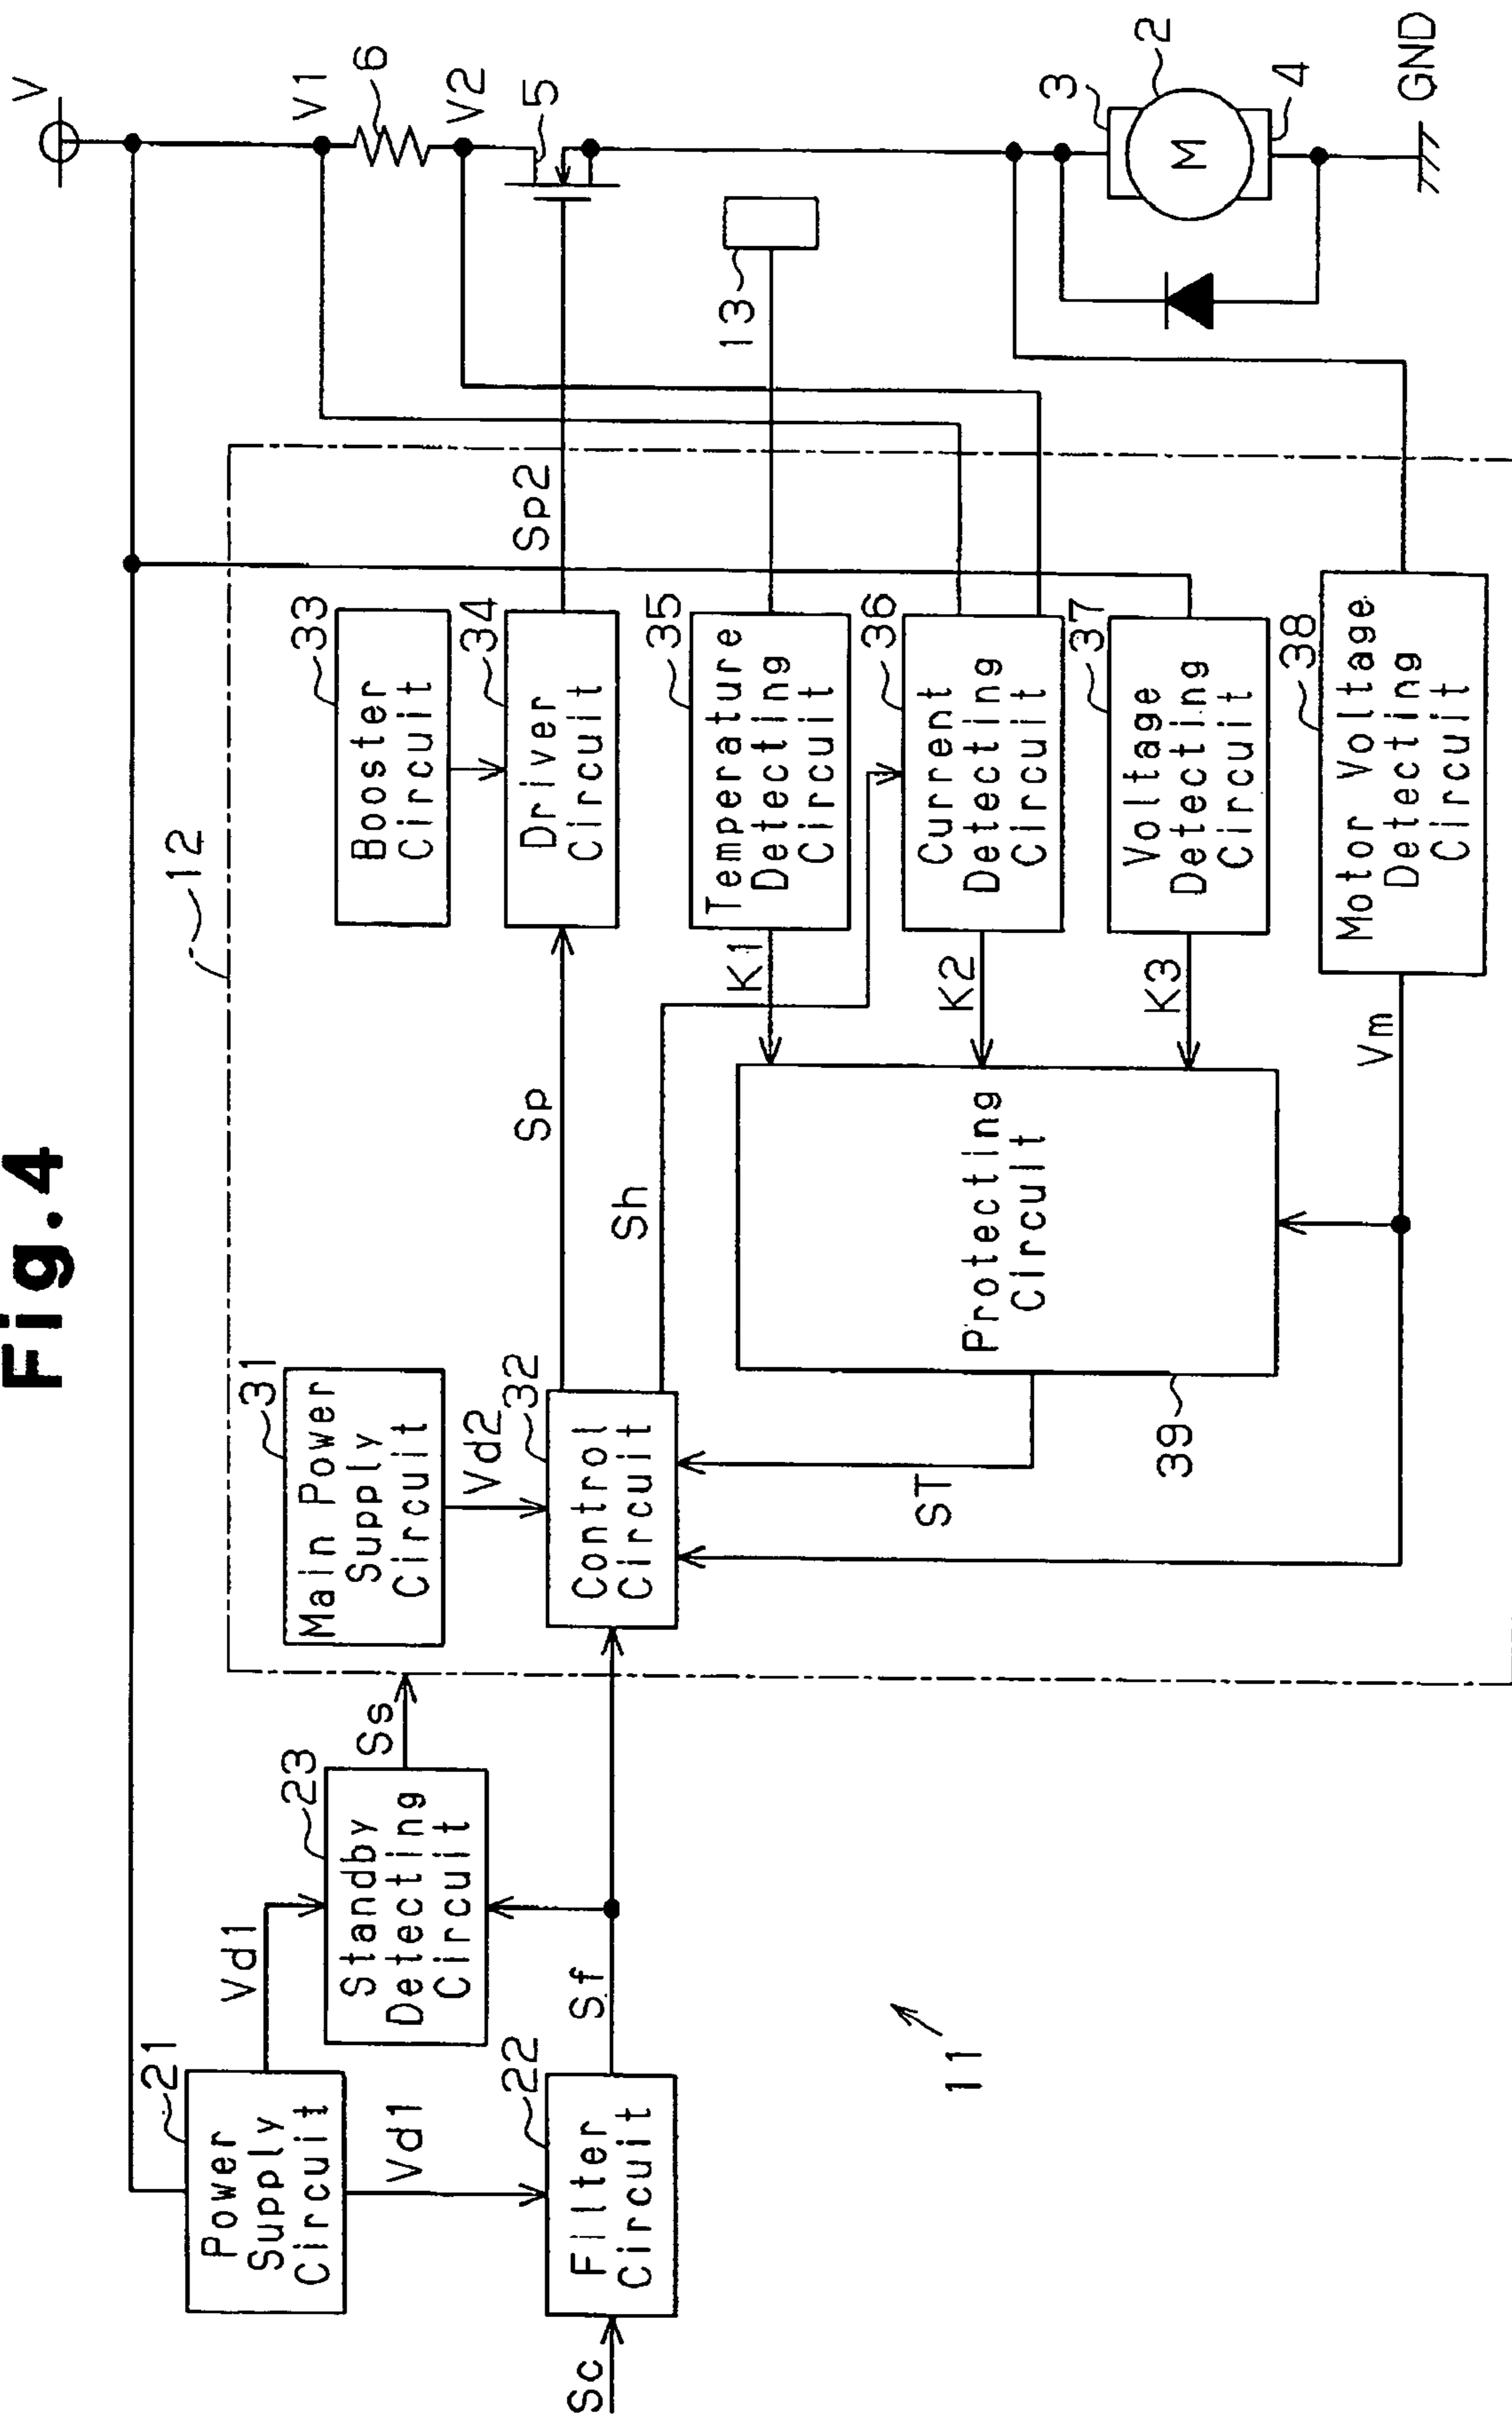 Fig.4
V
21
Power
Supply
Circuit
Vd1
Vd1
23
Standby
Detecting
Circuit
Ss
12
31
Main Power
Supply
Circuit
Vd2
33
Booster
Circuit
V1
6
V2
5
Sc
22
Filter
Circuit
Sf
32
Control
Circuit
Sp
34
Driver
Circuit
Sp2
Sh
K1
35
Temperature
Detecting
Circuit
13
ST
Protecting
Circuit
39
K2
36
Current
Detecting
Circuit
K3
37
Voltage
Detecting
Circuit
3
M
2
4
Vm
38
Motor Voltage
Detecting
Circuit
GND
11